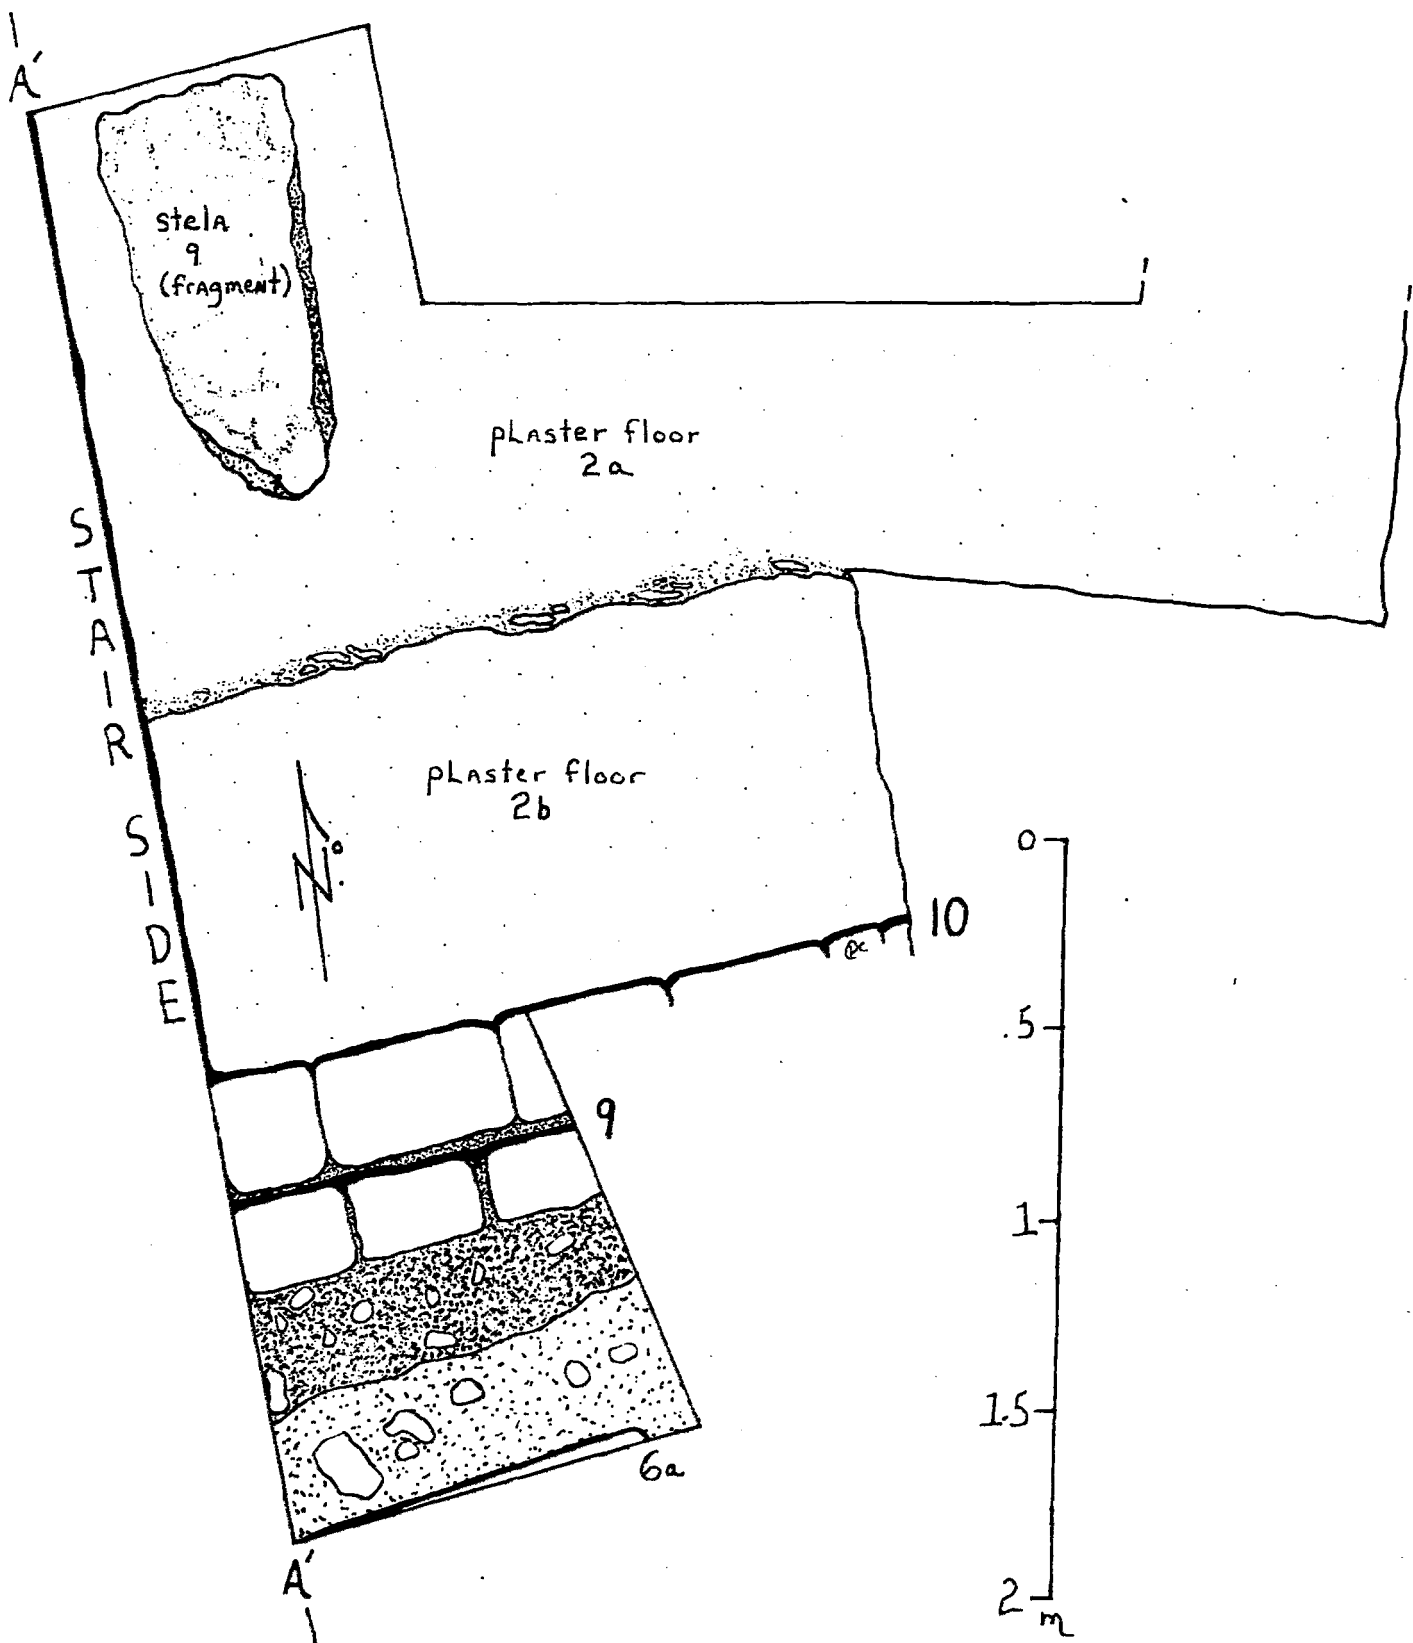 A'
stela
9
(fragment)
plaster floor
2a
STAIR SIDE
plaster floor
2b
N
10
9
6a
A'
0
.5
1
1.5
2
m